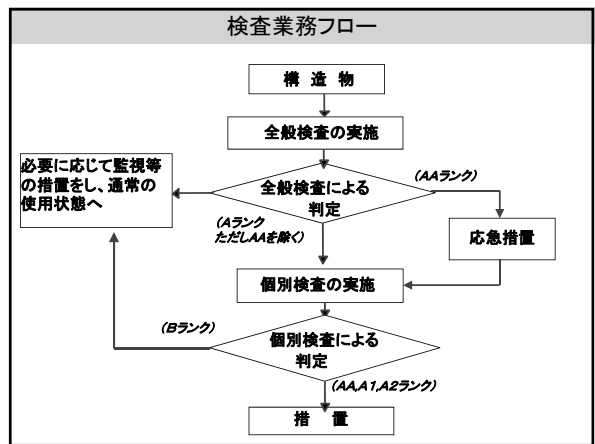 検査業務フロー
構 造 物
全般検査の実施
必要に応じて監視等
の措置をし、通常の
使用状態へ
全般検査による
判定
(AAランク)
(Aランク
ただしAAを除く)
応急措置
個別検査の実施
(Bランク)
個別検査による
判定
(AA,A1,A2ランク)
措 置